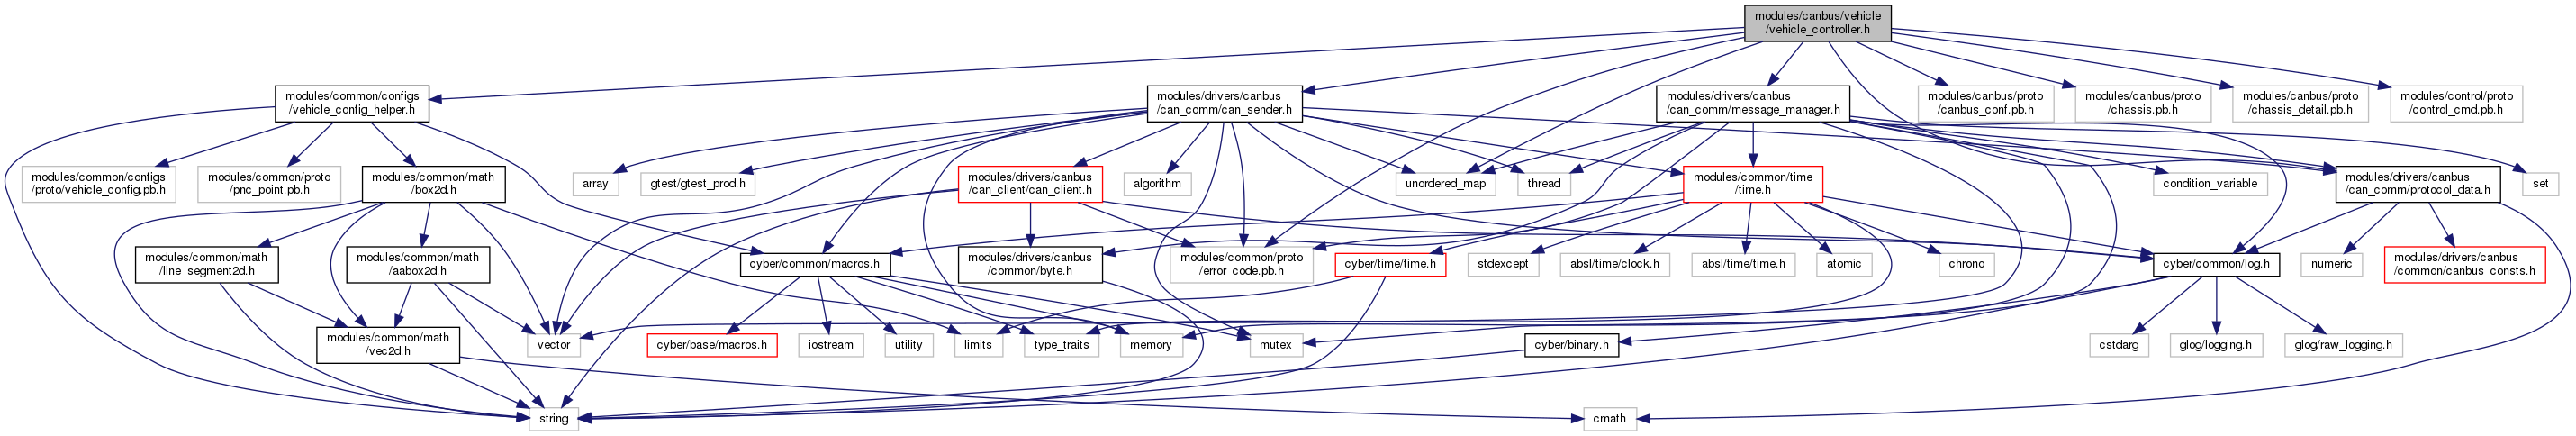 modules/canbus/vehicle
/vehicle_controller.h
modules/common/configs
/vehicle_config_helper.h
modules/drivers/canbus
/can_comm/can_sender.h
modules/drivers/canbus
/can_comm/message_manager.h
modules/canbus/proto
/canbus_conf.pb.h
modules/canbus/proto
/chassis.pb.h
modules/canbus/proto
/chassis_detail.pb.h
modules/control/proto
/control_cmd.pb.h
modules/common/configs
/proto/vehicle_config.pb.h
modules/common/proto
/pnc_point.pb.h
modules/common/math
/box2d.h
array
gtest/gtest_prod.h
modules/drivers/canbus
/can_client/can_client.h
algorithm
unordered_map
thread
modules/common/time
/time.h
condition_variable
modules/drivers/canbus
/can_comm/protocol_data.h
set
modules/common/math
/line_segment2d.h
modules/common/math
/aabox2d.h
cyber/common/macros.h
modules/drivers/canbus
/common/byte.h
modules/common/proto
/error_code.pb.h
cyber/time/time.h
stdexcept
absl/time/clock.h
absl/time/time.h
atomic
chrono
cyber/common/log.h
numeric
modules/drivers/canbus
/common/canbus_consts.h
modules/common/math
/vec2d.h
vector
cyber/base/macros.h
iostream
utility
limits
type_traits
memory
mutex
cyber/binary.h
cstdarg
glog/logging.h
glog/raw_logging.h
string
cmath